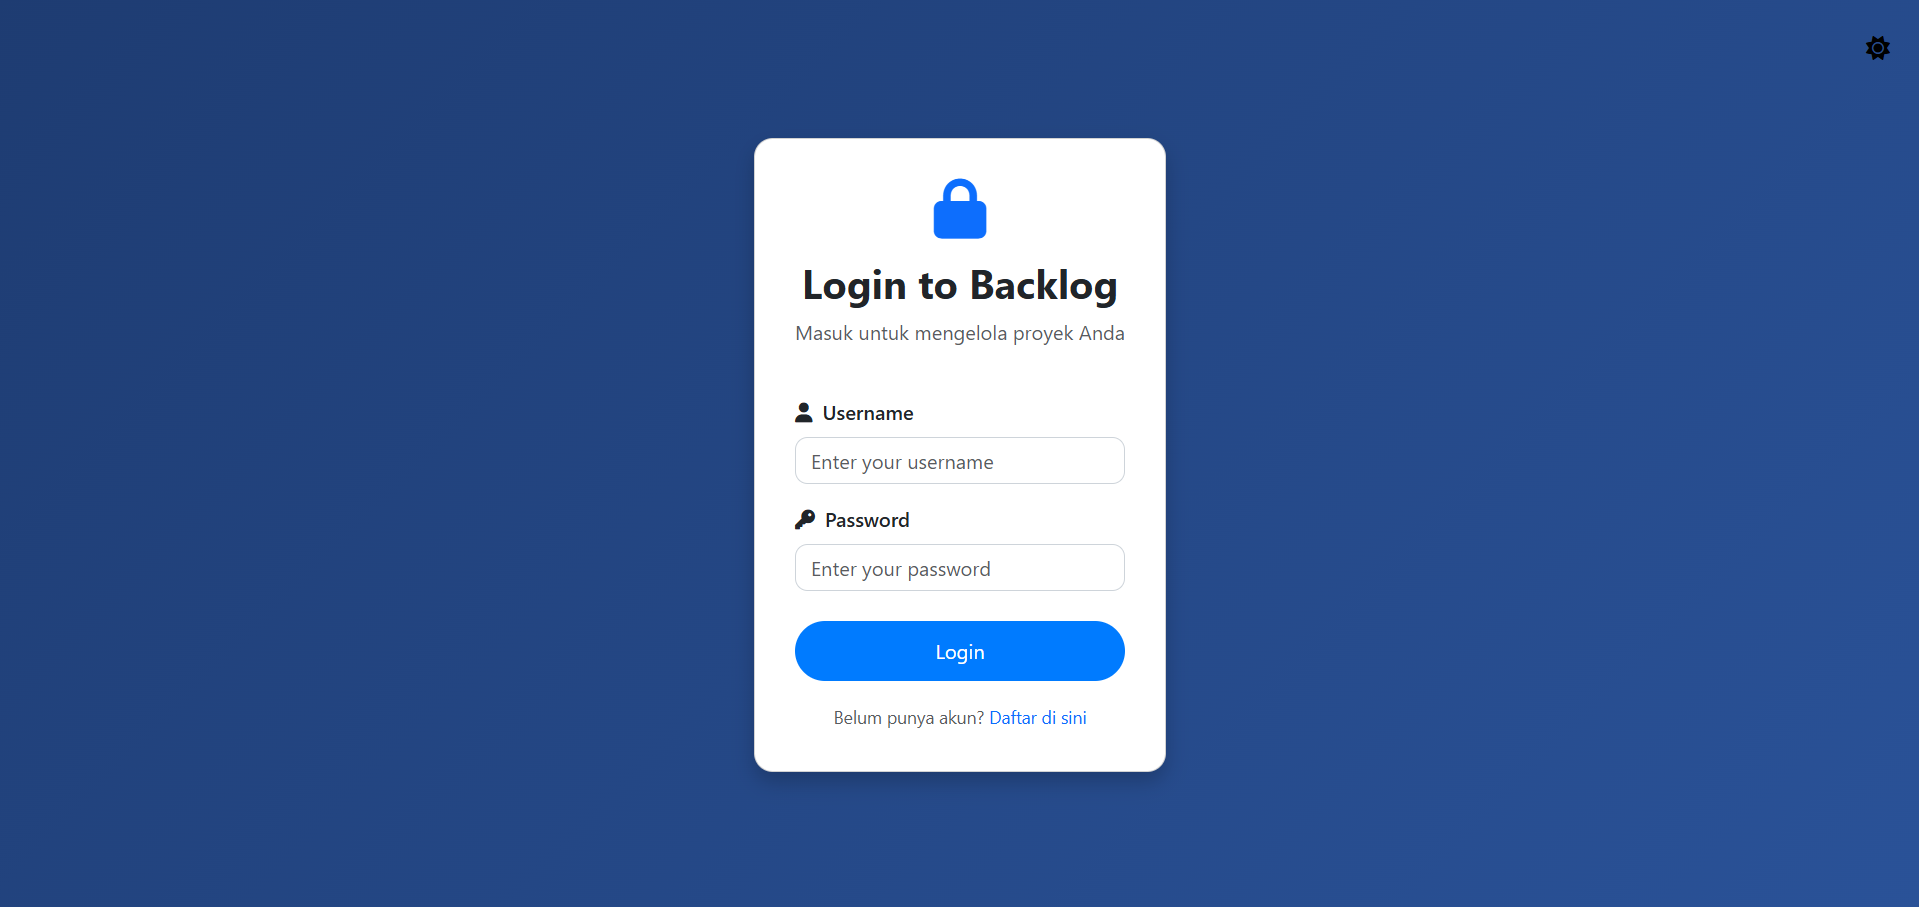 Login to Backlog
Masuk untuk mengelola proyek Anda
Username
Enter your username
Password
Enter your password
Login
Belum punya akun? Daftar di sini